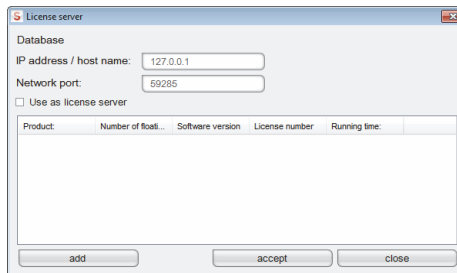 License server
Database
IP address / host name: 127.0.0.1
Network port: 59285
Use as license server
Product: Number of floati... Software version License number Running time:
add accept close